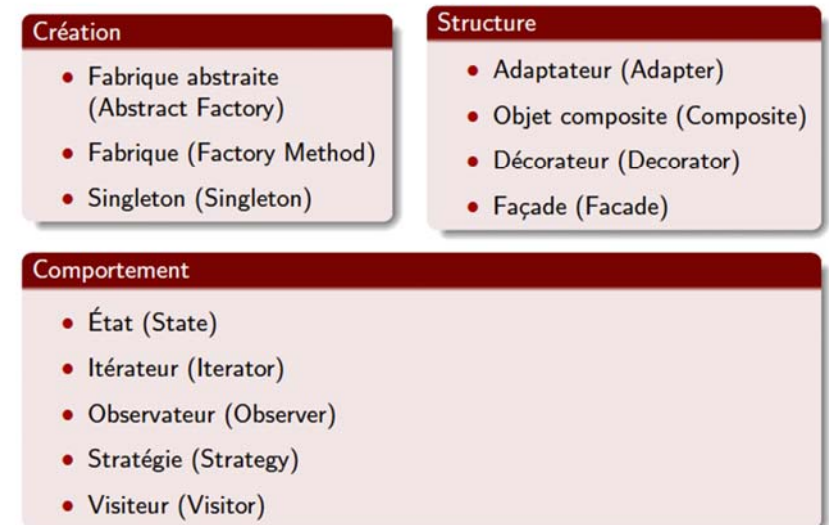 Création
• Fabrique abstraite
(Abstract Factory)
• Fabrique (Factory Method)
• Singleton (Singleton)
Structure
• Adaptateur (Adapter)
• Objet composite (Composite)
• Décorateur (Decorator)
• Façade (Facade)
Comportement
• État (State)
• Itérateur (Iterator)
• Observateur (Observer)
• Stratégie (Strategy)
• Visiteur (Visitor)